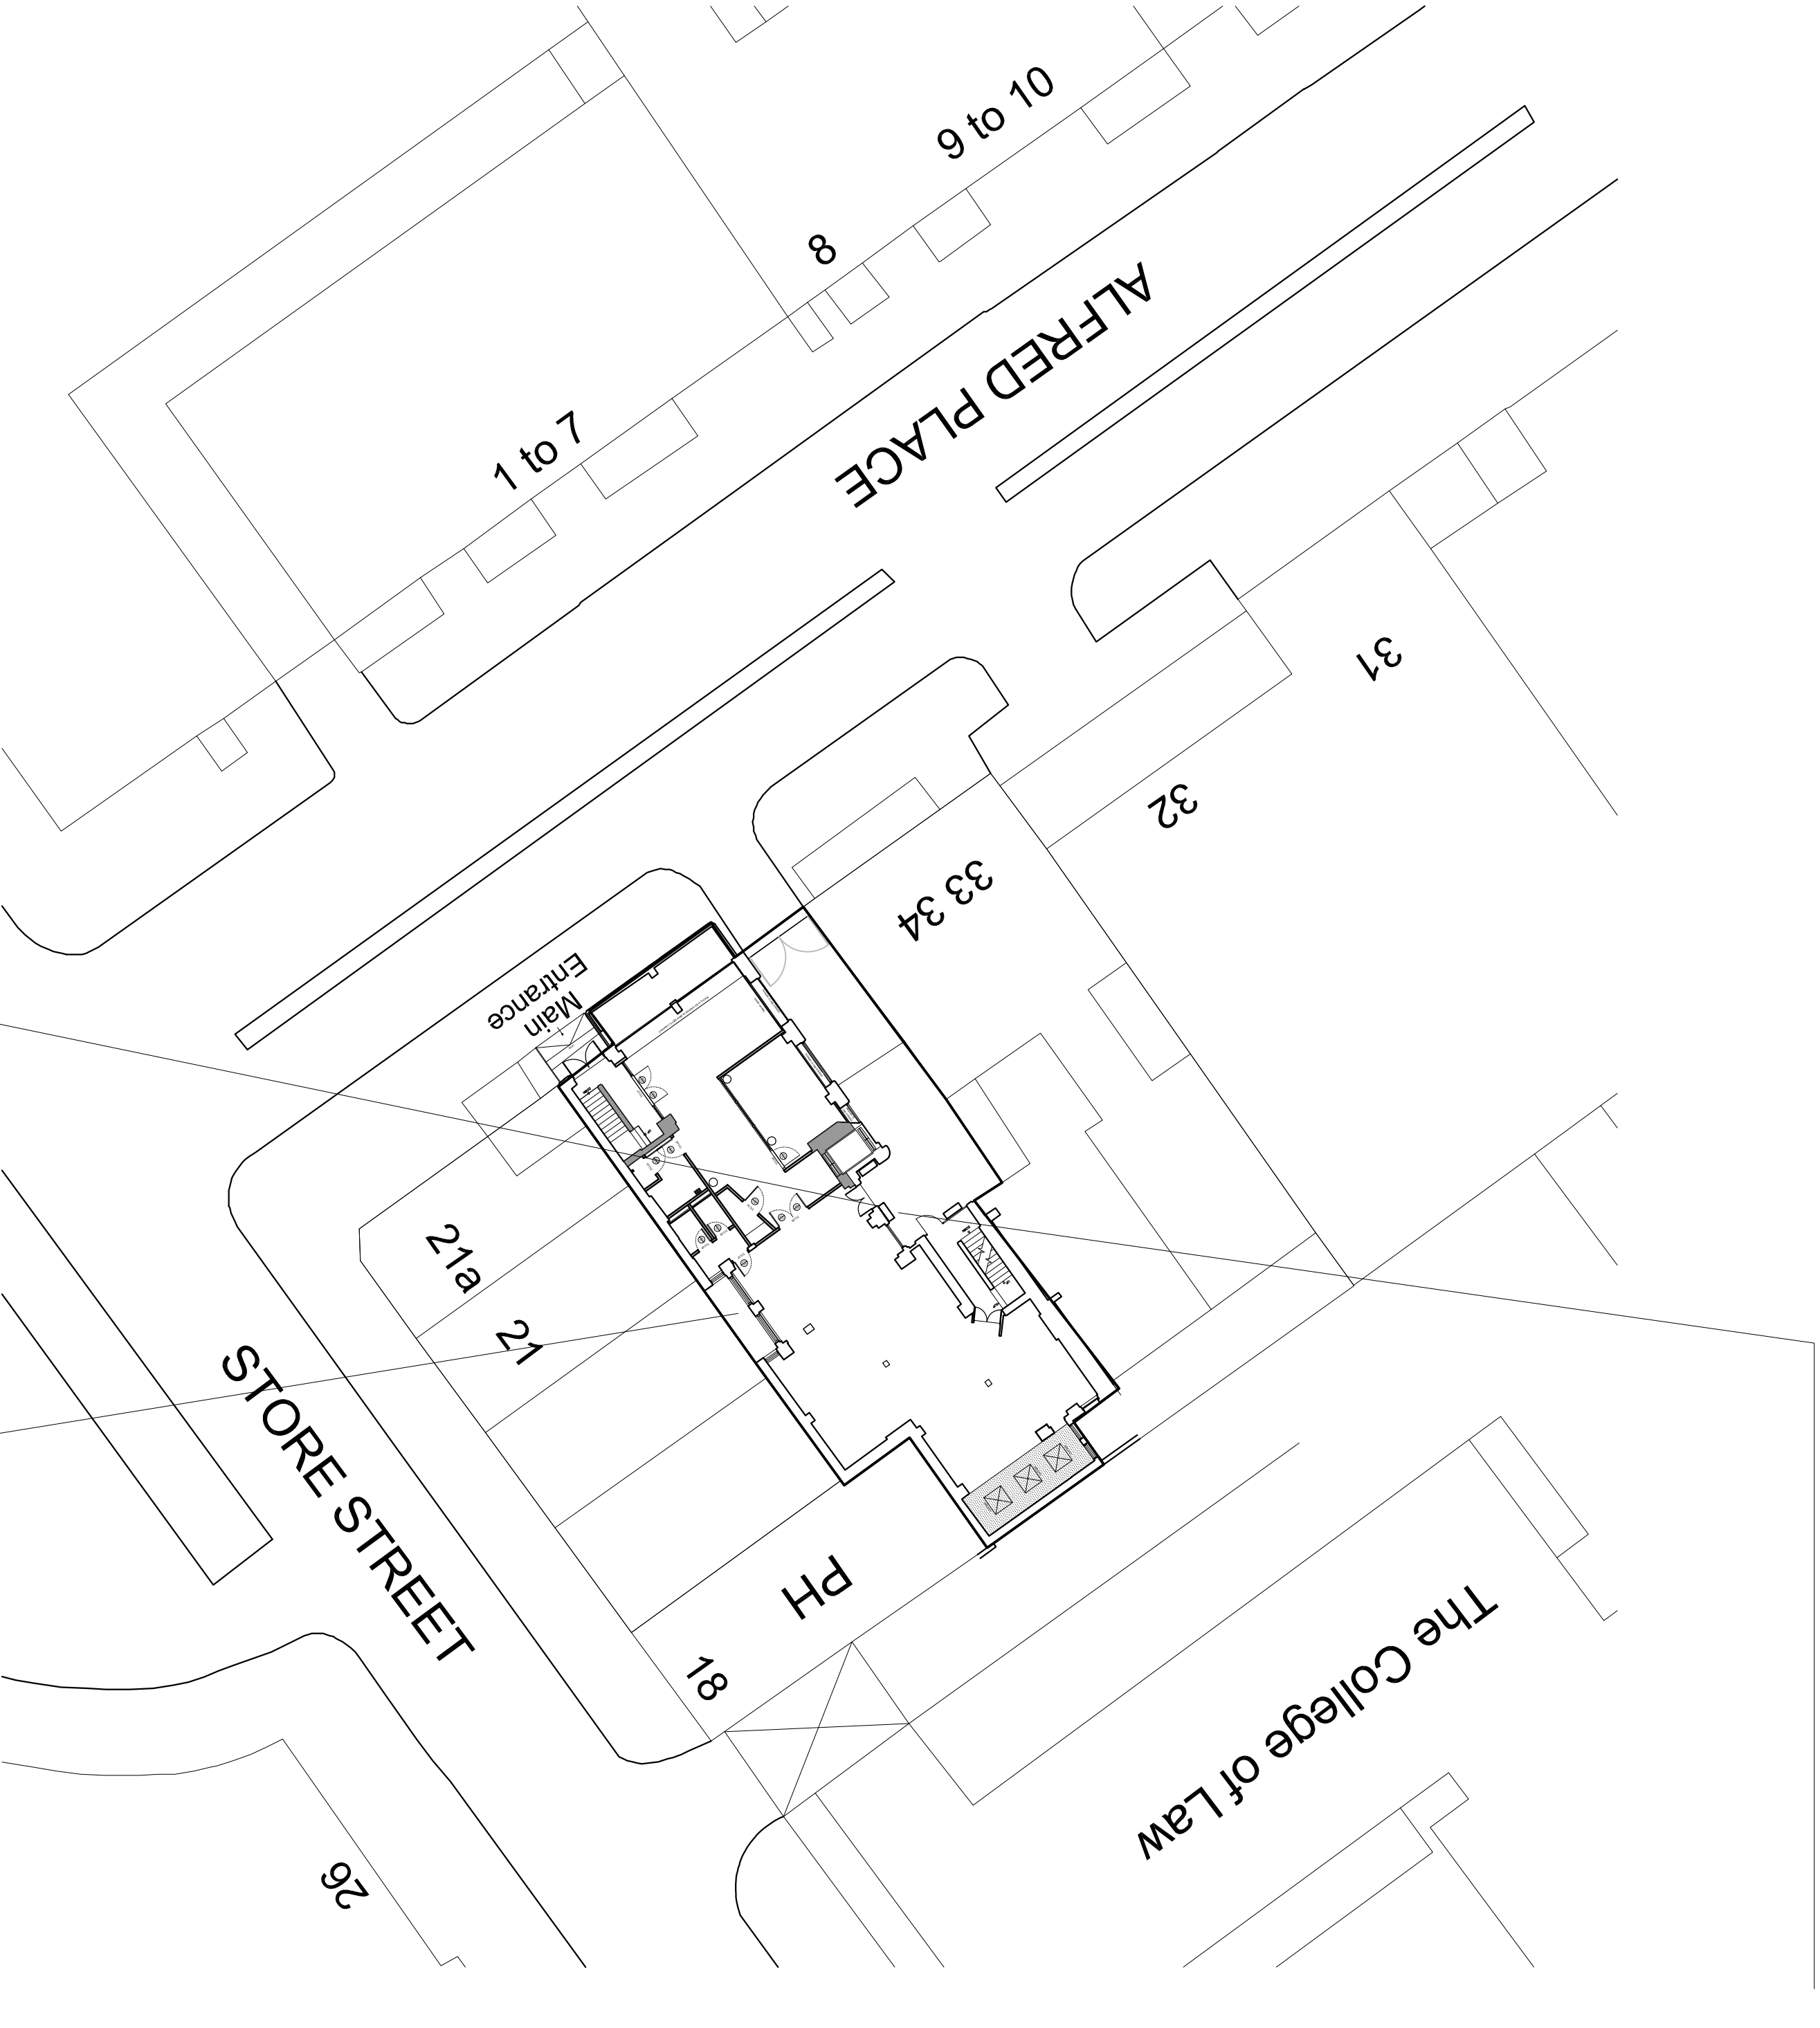 9 to 10
8
ALFRED PLACE
1 to 7
31
32
33 34
Main
Entrance
21a
21
STORE STREET
PH
18
The College of Law
26